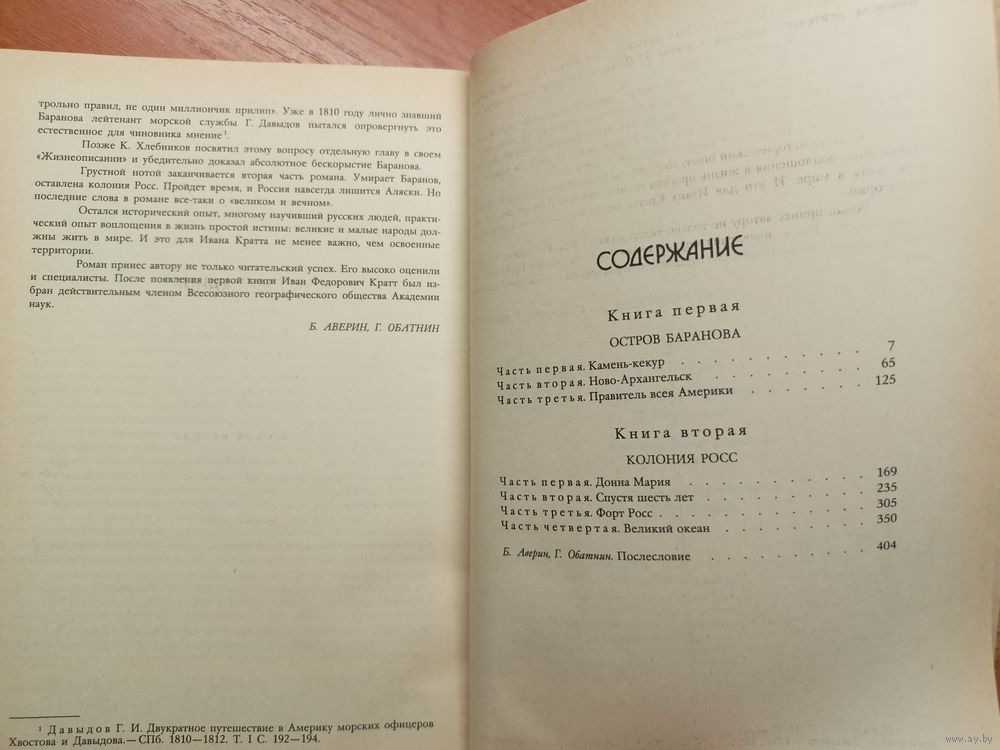 трольно правил, не один миллиончик прилип». Уже в 1810 году лично знавший
Баранова лейтенант морской службы Г. Давыдов пытался опровергнуть это
естественное для чиновника мнение¹.
Позже К. Хлебников посвятил этому вопросу отдельную главу в своем
«Жизнеописании» и убедительно доказал абсолютное бескорыстие Баранова.
Грустной нотой заканчивается вторая часть романа. Умирает Баранов,
оставлена колония Росс. Пройдет время, и Россия навсегда лишится Аляски. Но
последние слова в романе все-таки о «великом и вечном».
Остался исторический опыт, многому научивший русских людей, практи-
ческий опыт воплощения в жизнь простой истины: великие и малые народы дол-
жны жить в мире. И это для Ивана Кратта не менее важно, чем освоенные
территории.
Роман принес автору не только читательский успех. Его высоко оценили
и специалисты. После появления первой книги Иван Федорович Кратт был из-
бран действительным членом Всесоюзного географического общества Академии
наук.
Б. АВЕРИН, Г. ОБАТНИН
¹ Давыдов Г. И. Двукратное путешествие в Америку морских офицеров
Хвостова и Давыдова.— СПб. 1810—1812. Т. I С. 192—194.
СОДЕРЖАНИЕ
Книга первая
ОСТРОВ БАРАНОВА
Часть первая. Камень-кекур . . . . . . . . . 7
Часть вторая. Ново-Архангельск . . . . . . . . 65
Часть третья. Правитель всея Америки . . . . . . 125
Книга вторая
КОЛОНИЯ РОСС
Часть первая. Донна Мария . . . . . . . . . 169
Часть вторая. Спустя шесть лет . . . . . . . . 235
Часть третья. Форт Росс . . . . . . . . . . 305
Часть четвертая. Великий океан . . . . . . . 350
Б. Аверин, Г. Обатнин. Послесловие . . . . . . . 404
www.ay.by